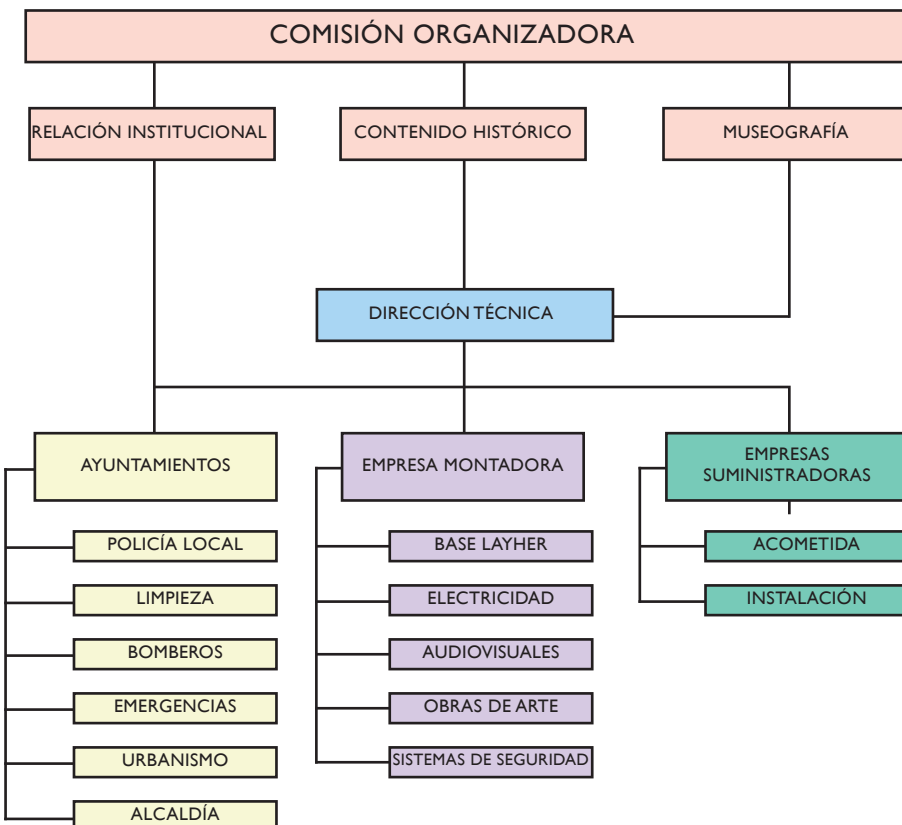 COMISIÓN ORGANIZADORA
RELACIÓN INSTITUCIONAL
CONTENIDO HISTÓRICO
MUSEOGRAFÍA
DIRECCIÓN TÉCNICA
AYUNTAMIENTOS
POLICÍA LOCAL
LIMPIEZA
BOMBEROS
EMERGENCIAS
URBANISMO
ALCALDÍA
EMPRESA MONTADORA
BASE LAYHER
ELECTRICIDAD
AUDIOVISUALES
OBRAS DE ARTE
SISTEMAS DE SEGURIDAD
EMPRESAS
SUMINISTRADORAS
ACOMETIDA
INSTALACIÓN